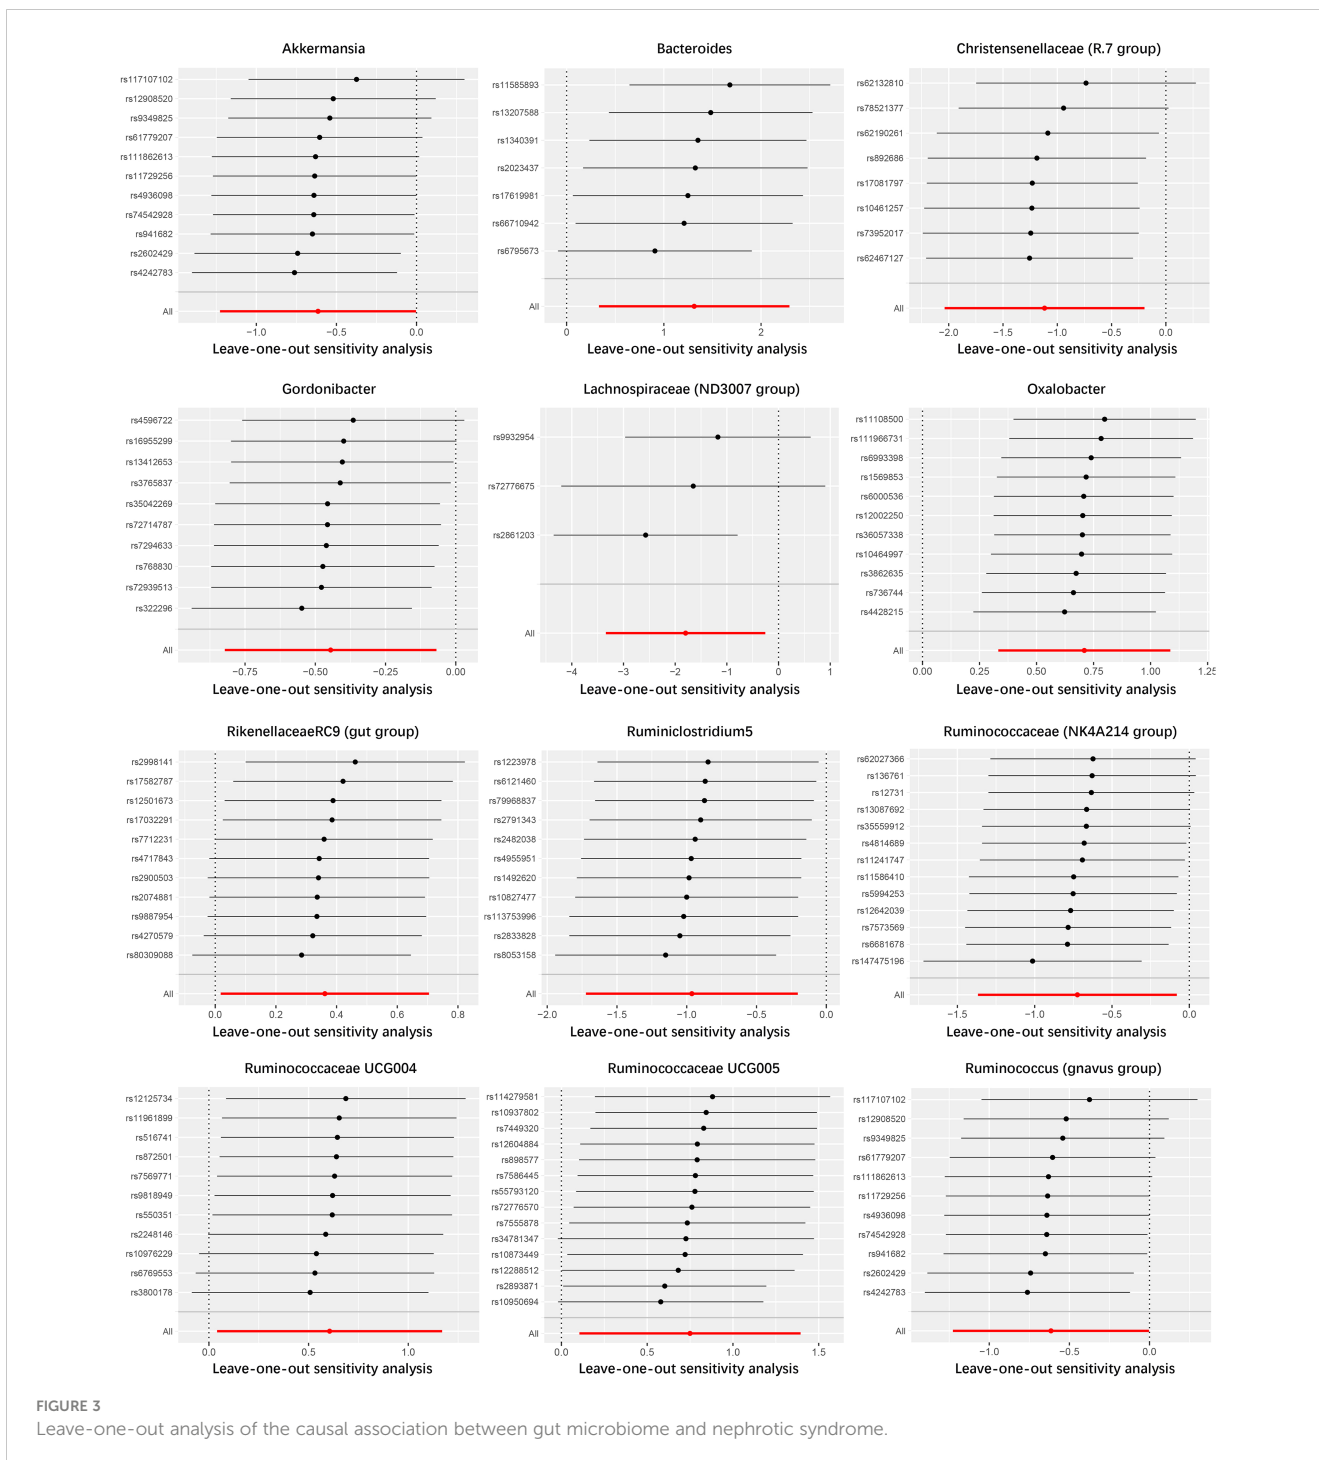 Akkermansia
rs117107102
rs12908520
rs9349825
rs61779207
rs111862613
rs11729256
rs4936098
rs74542928
rs941682
rs2602429
rs4242783
All
−1.0 −0.5 0.0
Leave-one-out sensitivity analysis
Bacteroides
rs11585893
rs13207588
rs1340391
rs2023437
rs17619981
rs66710942
rs6795673
All
0 1 2
Leave-one-out sensitivity analysis
Christensenellaceae (R.7 group)
rs62132810
rs78521377
rs62190261
rs892686
rs17081797
rs10461257
rs73952017
rs62467127
All
−2.0 −1.5 −1.0 −0.5 0.0
Leave-one-out sensitivity analysis
Gordonibacter
rs4596722
rs16955299
rs13412653
rs3765837
rs35042269
rs72714787
rs7294633
rs768830
rs72939513
rs322296
All
−0.75 −0.50 −0.25 0.00
Leave-one-out sensitivity analysis
Lachnospiraceae (ND3007 group)
rs9932954
rs72776675
rs2861203
All
−4 −3 −2 −1 0 1
Leave-one-out sensitivity analysis
Oxalobacter
rs11108500
rs111966731
rs6993398
rs1569853
rs6000536
rs12002250
rs36057338
rs10464997
rs3862635
rs736744
rs4428215
All
0.00 0.25 0.50 0.75 1.00 1.25
Leave-one-out sensitivity analysis
RikenellaceaeRC9 (gut group)
rs2998141
rs17582787
rs12501673
rs17032291
rs7712231
rs4717843
rs2900503
rs2074881
rs9887954
rs4270579
rs80309088
All
0.0 0.2 0.4 0.6 0.8
Leave-one-out sensitivity analysis
Ruminiclostridium5
rs1223978
rs6121460
rs79968837
rs2791343
rs2482038
rs4955951
rs1492620
rs10827477
rs113753996
rs2833828
rs8053158
All
−2.0 −1.5 −1.0 −0.5 0.0
Leave-one-out sensitivity analysis
Ruminococcaceae (NK4A214 group)
rs62027366
rs136761
rs12731
rs13087692
rs35559912
rs4814689
rs11241747
rs11586410
rs5994253
rs12642039
rs7573569
rs6681678
rs147475196
All
−1.5 −1.0 −0.5 0.0
Leave-one-out sensitivity analysis
Ruminococcaceae UCG004
rs12125734
rs11961899
rs516741
rs872501
rs7569771
rs9818949
rs550351
rs2248146
rs10976229
rs6769553
rs3800178
All
0.0 0.5 1.0
Leave-one-out sensitivity analysis
Ruminococcaceae UCG005
rs114279581
rs10937802
rs7449320
rs12604884
rs898577
rs7586445
rs55793120
rs72776570
rs7555878
rs34781347
rs10873449
rs12288512
rs2893871
rs10950694
All
0.0 0.5 1.0 1.5
Leave-one-out sensitivity analysis
Ruminococcus (gnavus group)
rs117107102
rs12908520
rs9349825
rs61779207
rs111862613
rs11729256
rs4936098
rs74542928
rs941682
rs2602429
rs4242783
All
−1.0 −0.5 0.0
Leave-one-out sensitivity analysis
FIGURE 3
Leave-one-out analysis of the causal association between gut microbiome and nephrotic syndrome.